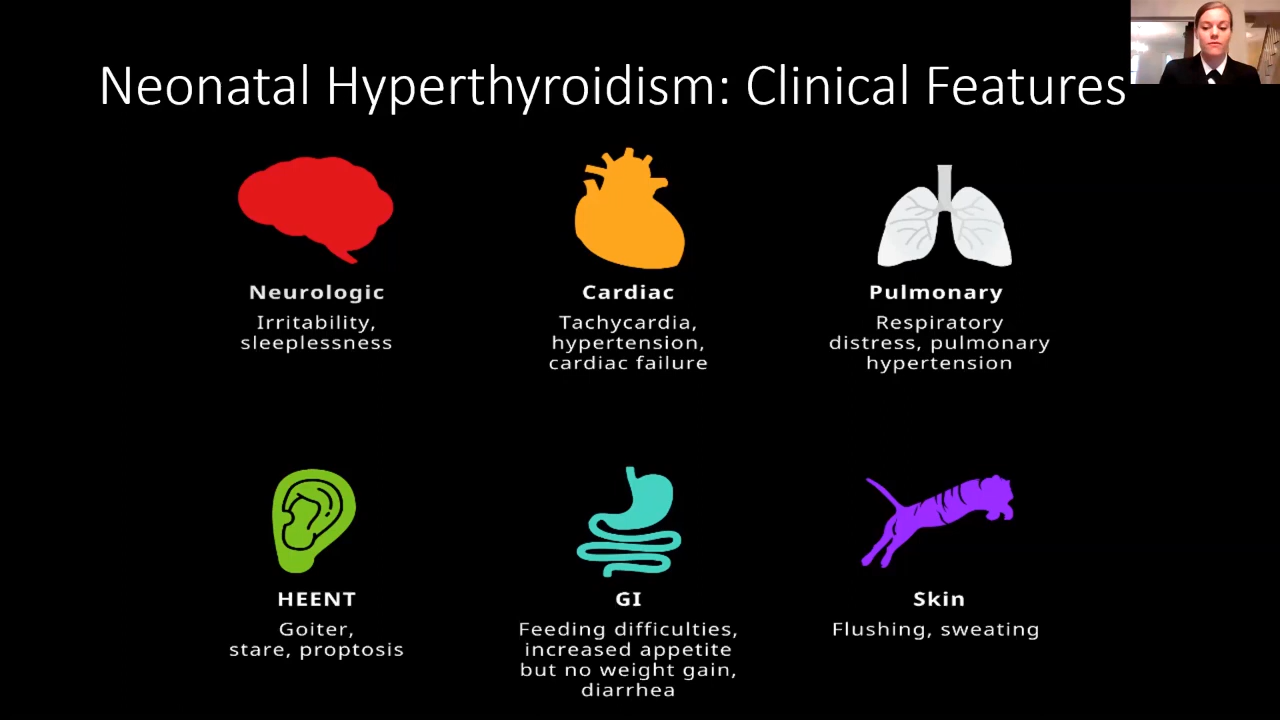 Neonatal Hyperthyroidism: Clinical Features
Neurologic
Irritability,
sleeplessness
Cardiac
Tachycardia,
hypertension,
cardiac failure
Pulmonary
Respiratory
distress, pulmonary
hypertension
HEENT
Goiter,
stare, proptosis
GI
Feeding difficulties,
increased appetite
but no weight gain,
diarrhea
Skin
Flushing, sweating